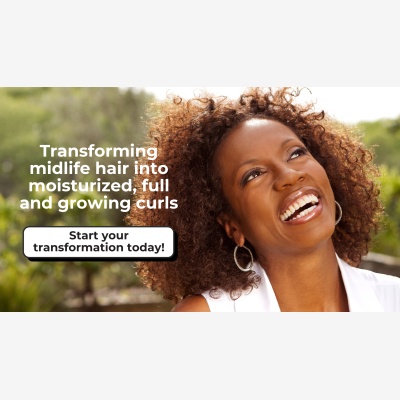 Transforming
midlife hair into
moisturized, full
and growing curls
Start your
transformation today!